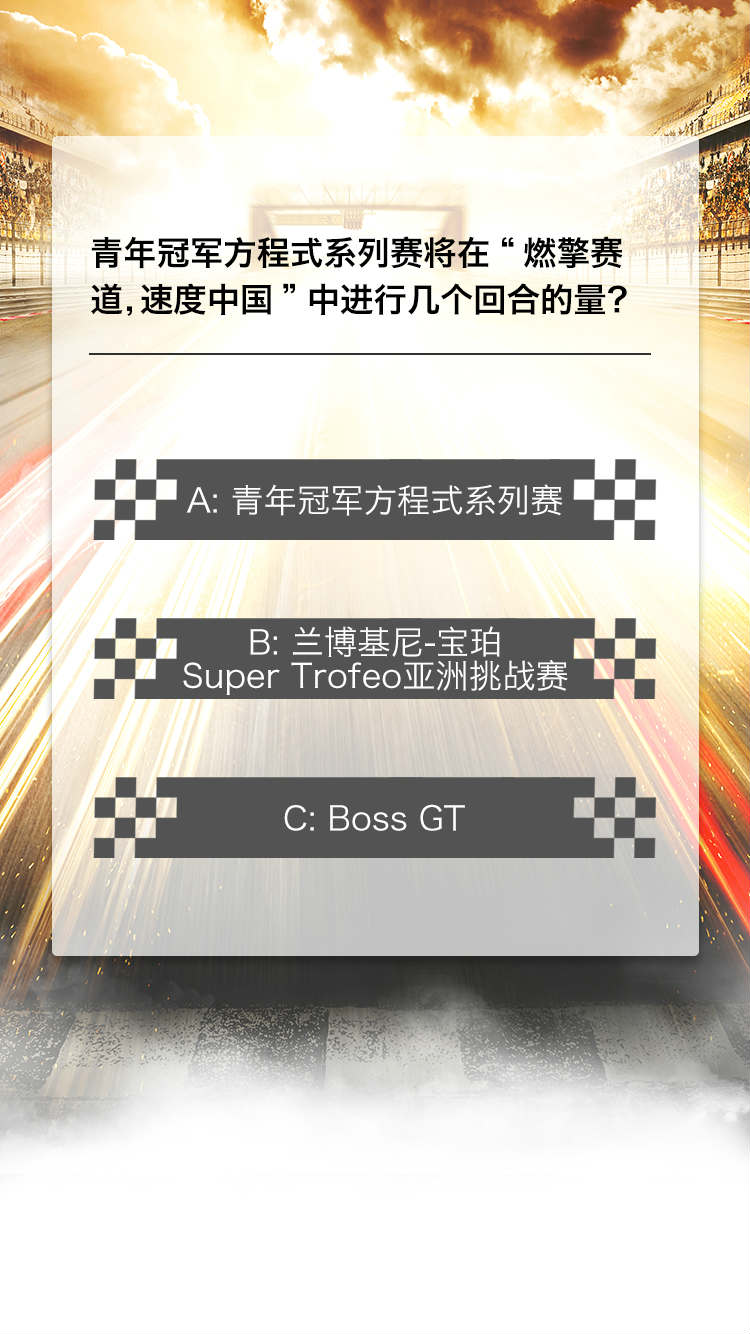 青年冠军方程式系列赛将在“燃擎赛
道,速度中国”中进行几个回合的量?
A: 青年冠军方程式系列赛
B: 兰博基尼-宝珀
Super Trofeo亚洲挑战赛
C: Boss GT